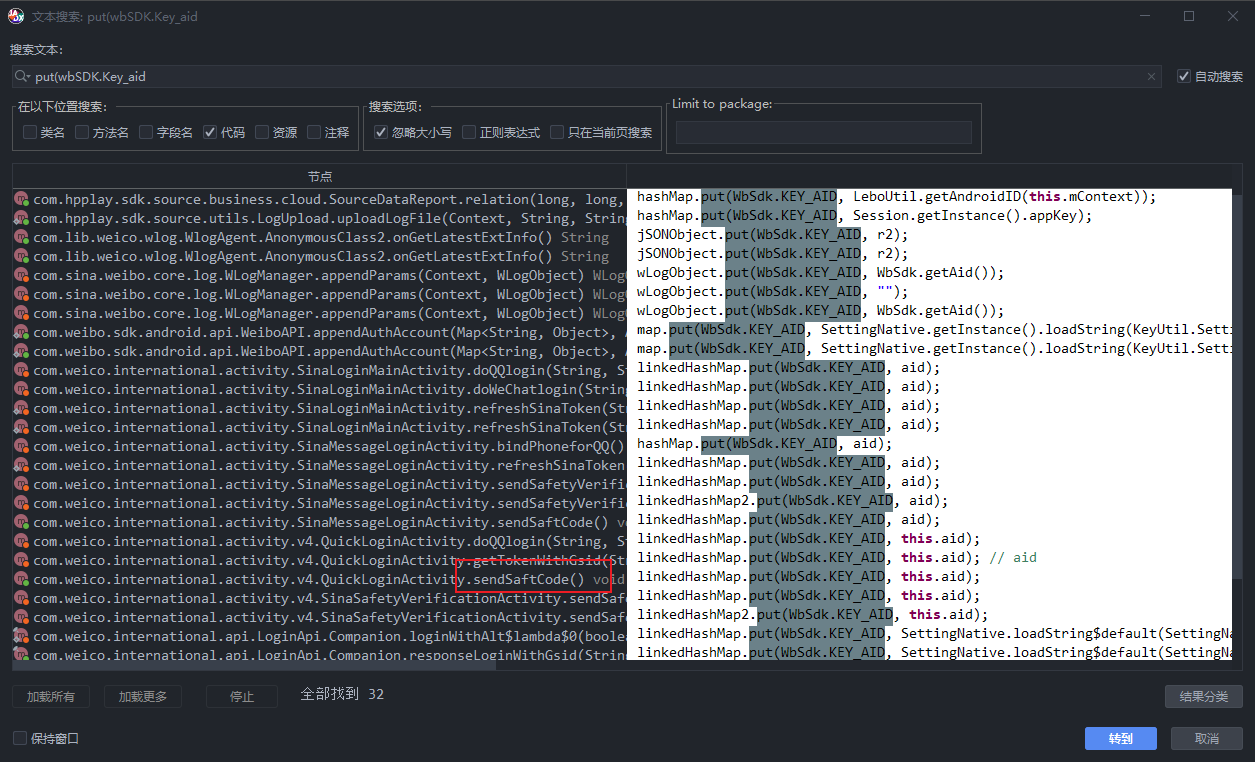 文本搜索: put(wbSDK.Key_aid
搜索文本:
put(wbSDK.Key_aid
自动搜索
在以下位置搜索:
类名 方法名 字段名 代码 资源 注释
搜索选项:
忽略大小写 正则表达式 只在当前页搜索
Limit to package:
节点
com.hpplay.sdk.source.business.cloud.SourceDataReport.relation(long, long, hashMap.put(WbSdk.KEY_AID, LeboUtil.getAndroidID(this.mContext));
com.hpplay.sdk.source.utils.LogUpload.uploadLogFile(Context, String, Strin hashMap.put(WbSdk.KEY_AID, Session.getInstance().appKey);
com.lib.weico.wlog.WlogAgent.AnonymousClass2.onGetLatestExtInfo() String jSONObject.put(WbSdk.KEY_AID, r2);
com.lib.weico.wlog.WlogAgent.AnonymousClass2.onGetLatestExtInfo() String jSONObject.put(WbSdk.KEY_AID, r2);
com.sina.weibo.core.log.WLogManager.appendParams(Context, WLogObject) WLog wLogObject.put(WbSdk.KEY_AID, WbSdk.getAid());
com.sina.weibo.core.log.WLogManager.appendParams(Context, WLogObject) WLog wLogObject.put(WbSdk.KEY_AID, "");
com.sina.weibo.core.log.WLogManager.appendParams(Context, WLogObject) WLog wLogObject.put(WbSdk.KEY_AID, WbSdk.getAid());
com.weibo.sdk.android.api.WeiboAPI.appendAuthAccount(Map<String, Object>, map.put(WbSdk.KEY_AID, SettingNative.getInstance().loadString(KeyUtil.Setti
com.weibo.sdk.android.api.WeiboAPI.appendAuthAccount(Map<String, Object>, map.put(WbSdk.KEY_AID, SettingNative.getInstance().loadString(KeyUtil.Setti
com.weico.international.activity.SinaLoginMainActivity.doQQlogin(String, St linkedHashMap.put(WbSdk.KEY_AID, aid);
com.weico.international.activity.SinaLoginMainActivity.doWeChatlogin(String linkedHashMap.put(WbSdk.KEY_AID, aid);
com.weico.international.activity.SinaLoginMainActivity.refreshSinaToken(Str linkedHashMap.put(WbSdk.KEY_AID, aid);
com.weico.international.activity.SinaLoginMainActivity.refreshSinaToken(Str linkedHashMap.put(WbSdk.KEY_AID, aid);
com.weico.international.activity.SinaMessageLoginActivity.bindPhoneforQQ() hashMap.put(WbSdk.KEY_AID, aid);
com.weico.international.activity.SinaMessageLoginActivity.refreshSinaToken linkedHashMap.put(WbSdk.KEY_AID, aid);
com.weico.international.activity.SinaMessageLoginActivity.sendSafetyVerifi linkedHashMap.put(WbSdk.KEY_AID, aid);
com.weico.international.activity.SinaMessageLoginActivity.sendSafetyVerifi linkedHashMap2.put(WbSdk.KEY_AID, aid);
com.weico.international.activity.SinaMessageLoginActivity.sendSaftCode() vo linkedHashMap.put(WbSdk.KEY_AID, aid);
com.weico.international.activity.v4.QuickLoginActivity.doQQlogin(String, St linkedHashMap.put(WbSdk.KEY_AID, this.aid);
com.weico.international.activity.v4.QuickLoginActivity.getTokenWithGsid(Str linkedHashMap.put(WbSdk.KEY_AID, this.aid); // aid
com.weico.international.activity.v4.QuickLoginActivity.sendSaftCode() void linkedHashMap.put(WbSdk.KEY_AID, this.aid);
com.weico.international.activity.v4.SinaSafetyVerificationActivity.sendSafe linkedHashMap.put(WbSdk.KEY_AID, this.aid);
com.weico.international.activity.v4.SinaSafetyVerificationActivity.sendSafe linkedHashMap2.put(WbSdk.KEY_AID, this.aid);
com.weico.international.api.LoginApi.Companion.loginWithAlt$lambda$0(boolea linkedHashMap.put(WbSdk.KEY_AID, SettingNative.loadString$default(SettingNa
com.weico.international.api.LoginApi.Companion.responseLoginWithGsid(String linkedHashMap.put(WbSdk.KEY_AID, SettingNative.loadString$default(SettingNa
加载所有 加载更多 停止 全部找到 32 结果分类
保持窗口 转到 取消